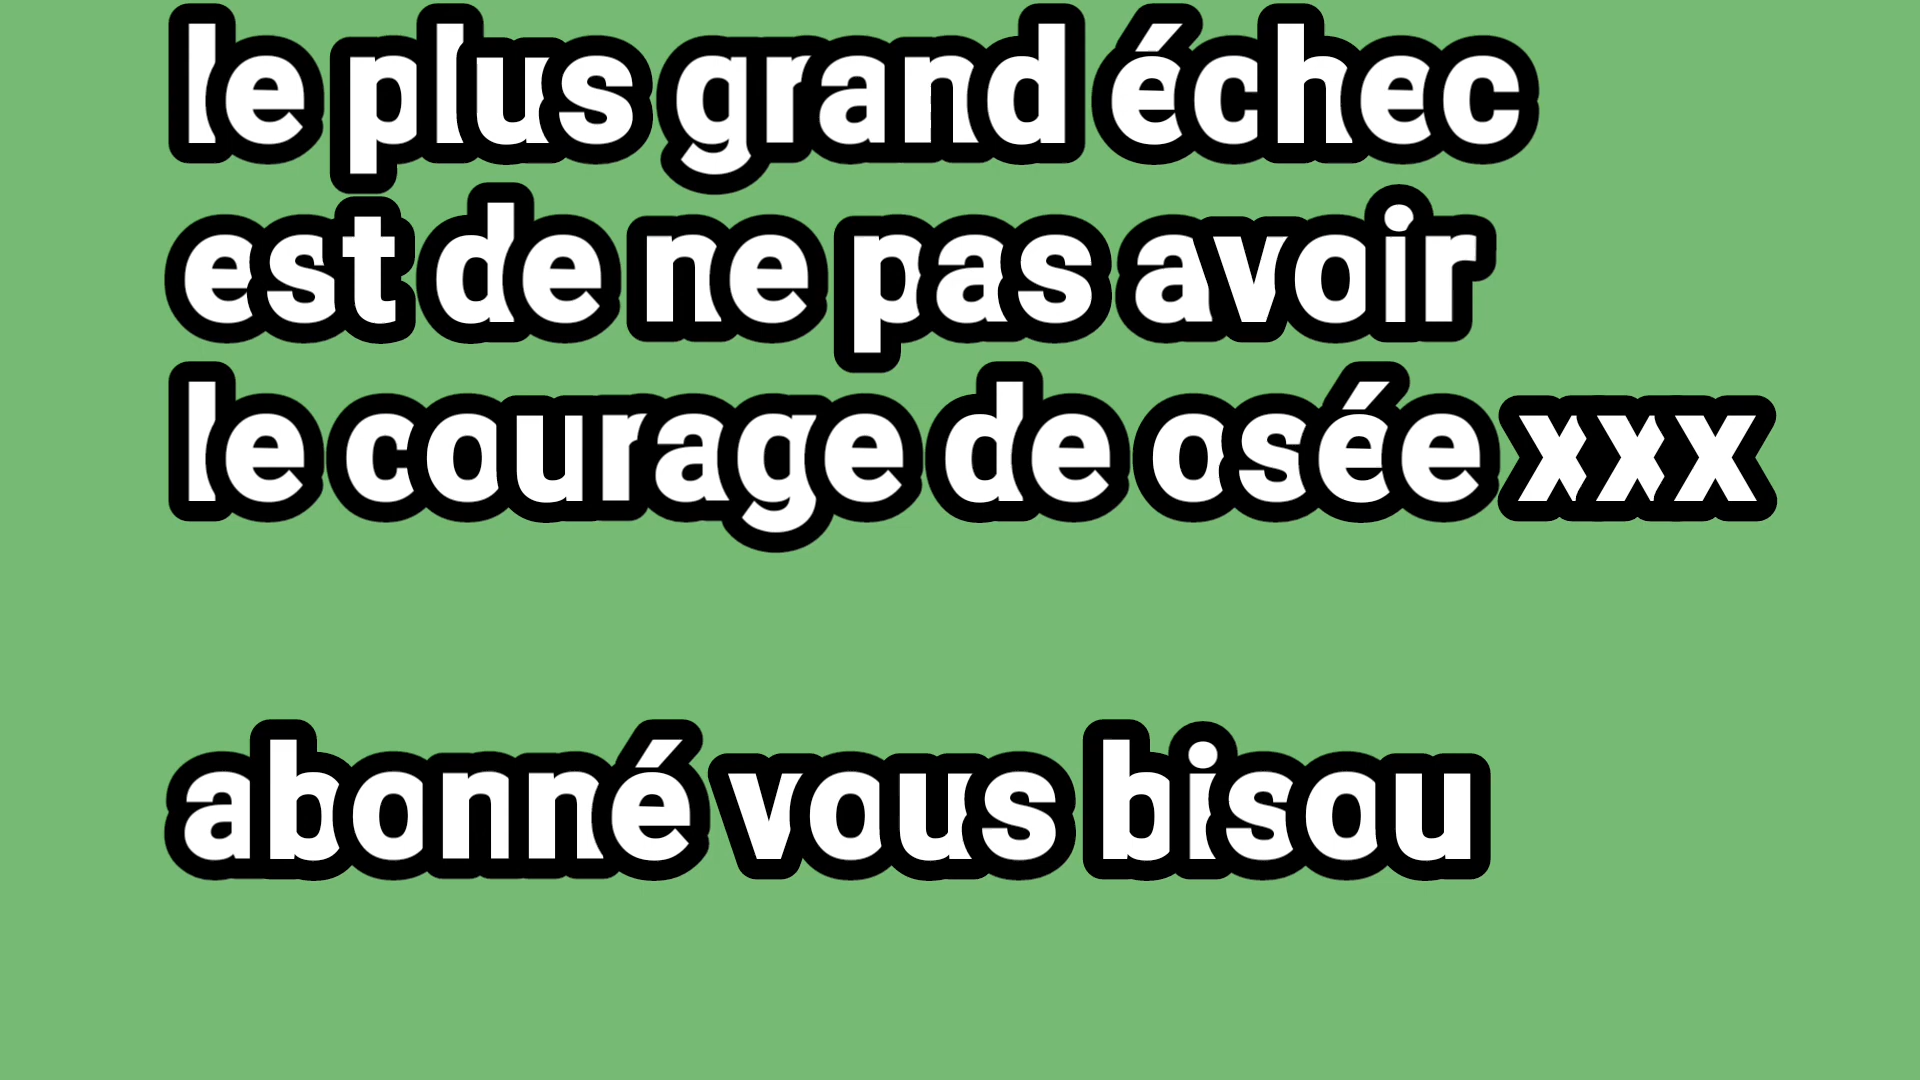 le plus grand échec
est de ne pas avoir
le courage de osée xxx
abonné vous bisou